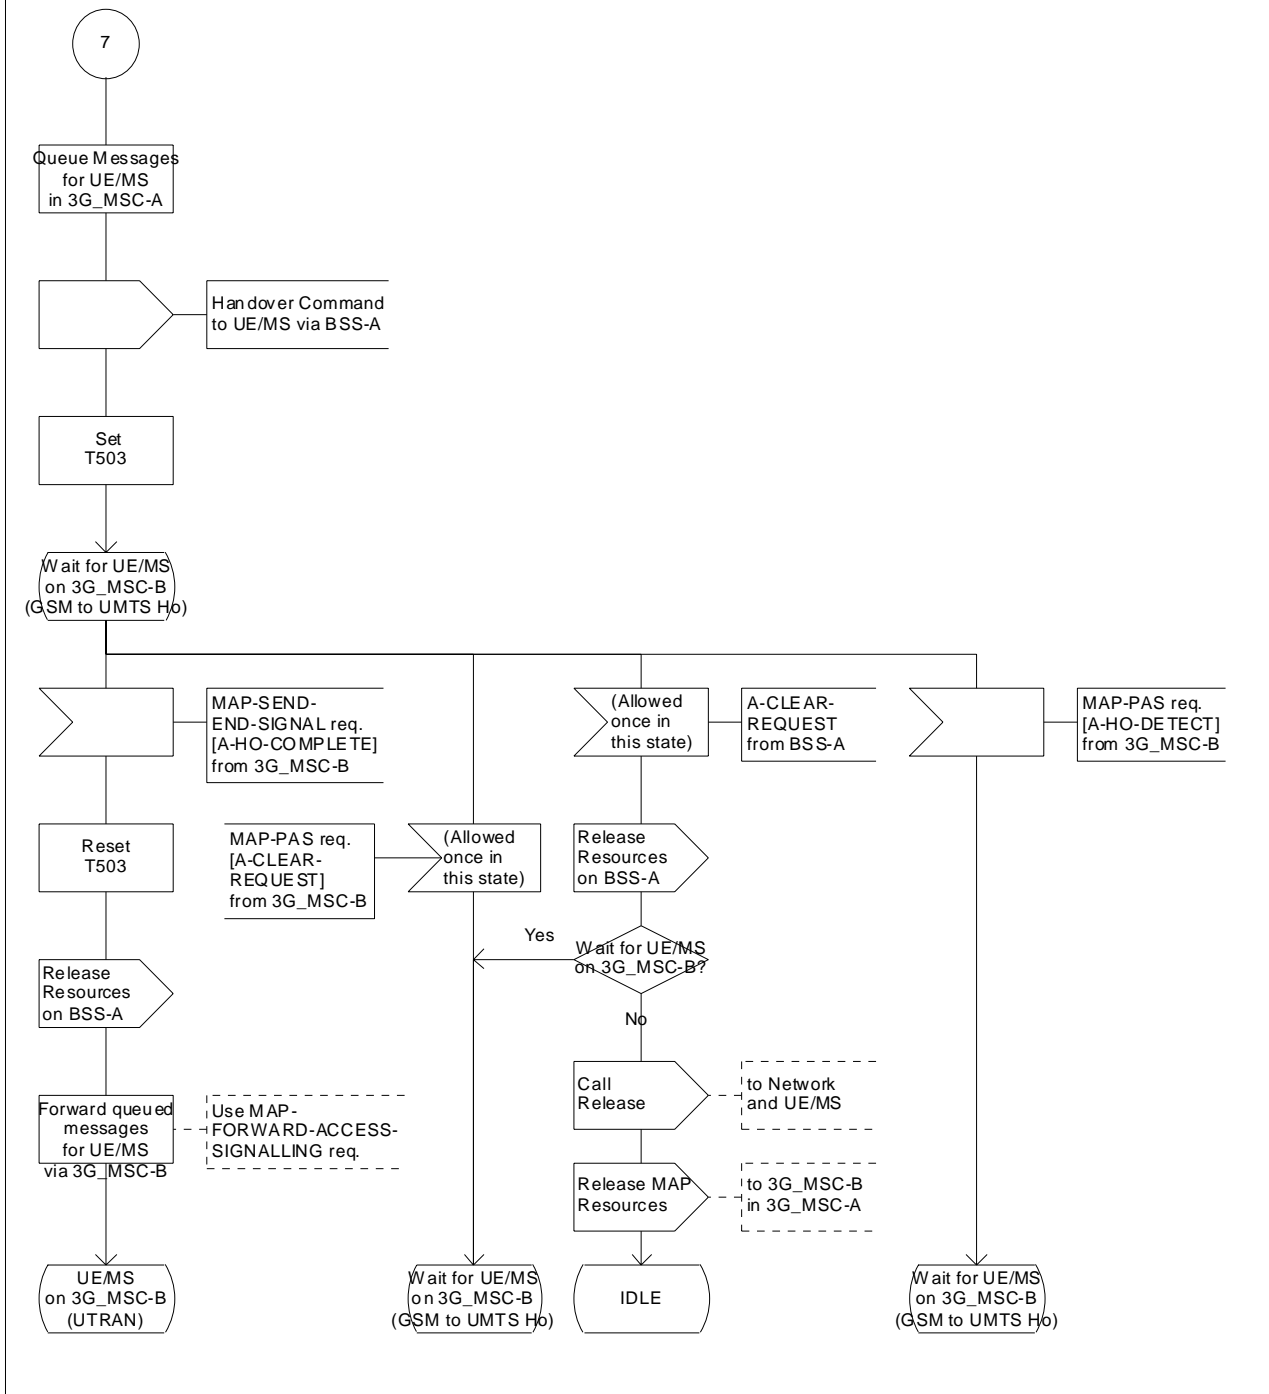 7
Queue Messages
for UE/MS
in 3G_MSC-A
Handover Command
to UE/MS via BSS-A
Set
T503
Wait for UE/MS
on 3G_MSC-B
(GSM to UMTS Ho)
MAP-SEND-
END-SIGNAL req.
[A-HO-COMPLETE]
from 3G_MSC-B
(Allowed
once in
this state)
A-CLEAR-
REQUEST
from BSS-A
MAP-PAS req.
[A-HO-DETECT]
from 3G_MSC-B
Reset
T503
MAP-PAS req.
[A-CLEAR-
REQUEST]
from 3G_MSC-B
(Allowed
once in
this state)
Release
Resources
on BSS-A
Yes
Wait for UE/MS
on 3G_MSC-B?
No
Release
Resources
on BSS-A
Call
Release
to Network
and UE/MS
Forward queued
messages
for UE/MS
via 3G_MSC-B
Use MAP-
FORWARD-ACCESS-
SIGNALLING req.
Release MAP
Resources
to 3G_MSC-B
in 3G_MSC-A
UE/MS
on 3G_MSC-B
(UTRAN)
Wait for UE/MS
on 3G_MSC-B
(GSM to UMTS Ho)
IDLE
Wait for UE/MS
on 3G_MSC-B
(GSM to UMTS Ho)